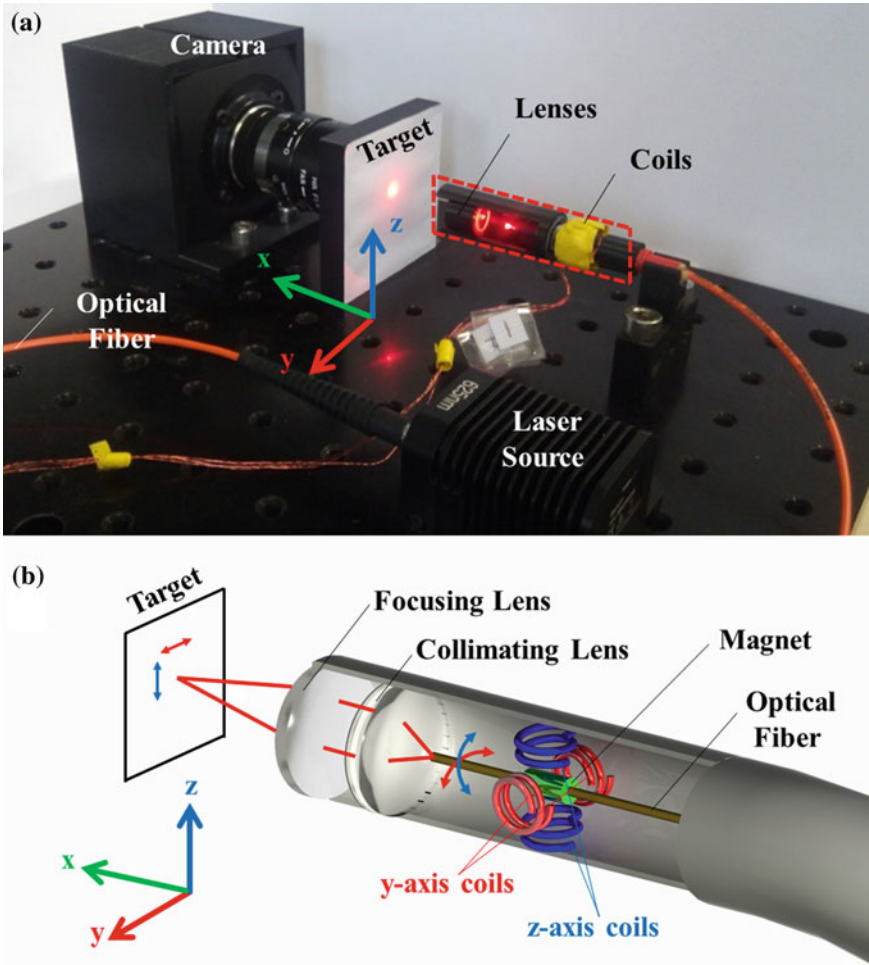 (a)
Camera
Target
Lenses
Coils
z
x
y
Optical
Fiber
625nm
Laser
Source
(b)
Target
Focusing Lens
Collimating Lens
Magnet
Optical
Fiber
z
x
y
y-axis coils
z-axis coils